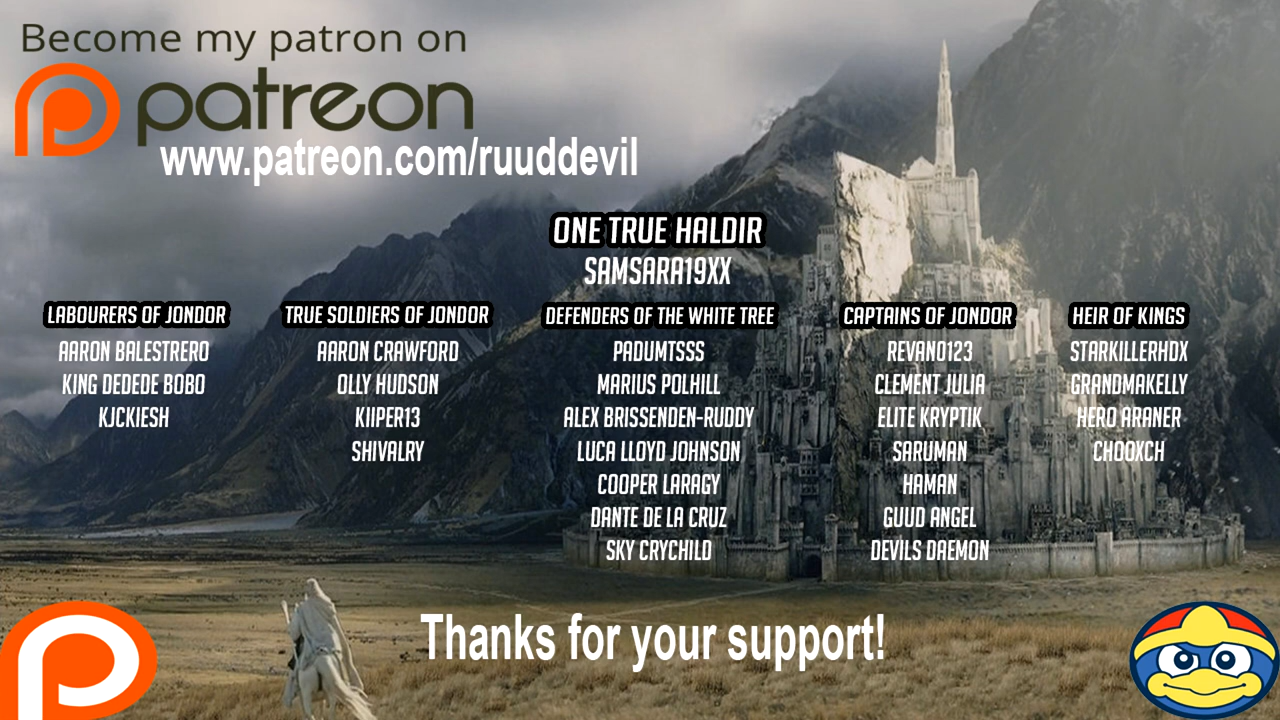 Become my patron on
patreon
www.patreon.com/ruuddevil
ONE TRUE HALDIR
SAMSARA19XX
LABOURERS OF JONDOR
AARON BALESTRERO
KING DEDEDE BOBO
KJCKIESH
TRUE SOLDIERS OF JONDOR
AARON CRAWFORD
OLLY HUDSON
KIIPER13
SHIVALRY
DEFENDERS OF THE WHITE TREE
PADUMTSSS
MARIUS POLHILL
ALEX BRISSENDEN-RUDDY
LUCA LLOYD JOHNSON
COOPER LARAGY
DANTE DE LA CRUZ
SKY CRYCHILD
CAPTAINS OF JONDOR
REVANO123
CLEMENT JULIA
ELITE KRYPTIK
SARUMAN
HAMAN
GUUD ANGEL
DEVILS DAEMON
HEIR OF KINGS
STARKILLERHDX
GRANDMAKELLY
HERO ARANER
CHOOXCH
Thanks for your support!